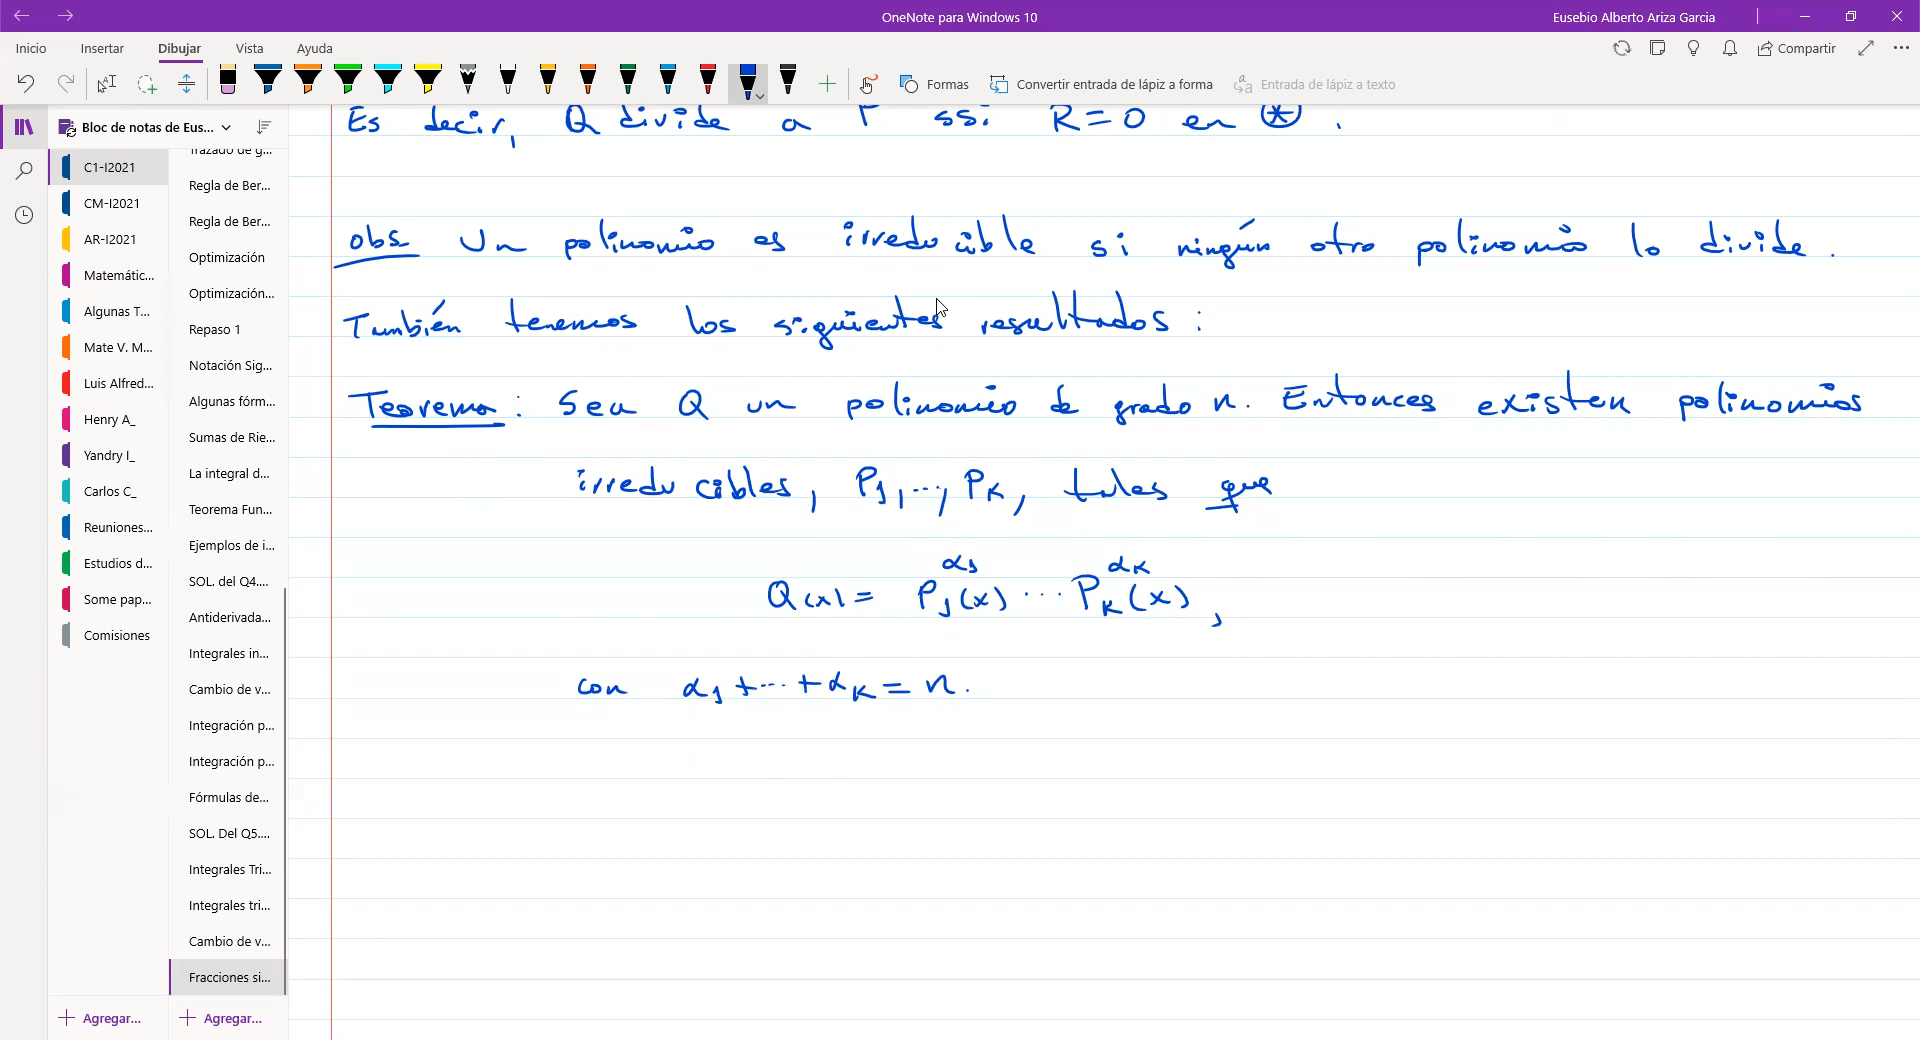 OneNote para Windows 10
Eusebio Alberto Ariza Garcia
Inicio Insertar Dibujar Vista Ayuda
Compartir
Formas
Convertir entrada de lápiz a forma
Entrada de lápiz a texto
Bloc de notas de Eus...
C1-I2021
CM-I2021
AR-I2021
Matemátic...
Algunas T...
Mate V. M...
Luis Alfred...
Henry A_
Yandry I_
Carlos C_
Reuniones...
Estudios d...
Some pap...
Comisiones
Agregar...
Trazado de g...
Regla de Ber...
Regla de Ber...
Optimización
Optimización...
Repaso 1
Notación Sig...
Algunas fórm...
Sumas de Rie...
La integral d...
Teorema Fun...
Ejemplos de i...
SOL. del Q4....
Antiderivada...
Integrales in...
Cambio de v...
Integración p...
Integración p...
Fórmulas de...
SOL. Del Q5....
Integrales Tri...
Integrales tri...
Cambio de v...
Fracciones si...
Agregar...
Es decir, Q divide a P ssi R=0 en ⊛.
obs Un polinomio es irreducible si ningún otro polinomio lo divide.
También tenemos los siguientes resultados:
Teorema: Sea Q un polinomio de grado n. Entonces existen polinomios
irreducibles, P₁,...,Pₖ, tales que
Q(x) = P₁^α₁(x) ... Pₖ^αₖ(x),
con α₁+...+αₖ = n.